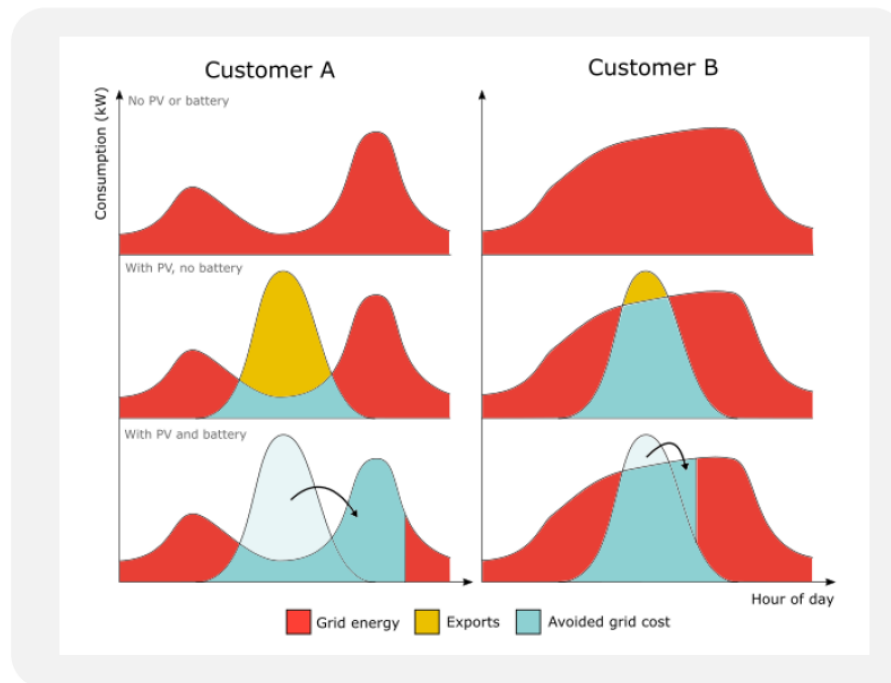 Customer A
Customer B
Consumption (kW)
No PV or battery
With PV, no battery
With PV and battery
Hour of day
Grid energy
Exports
Avoided grid cost